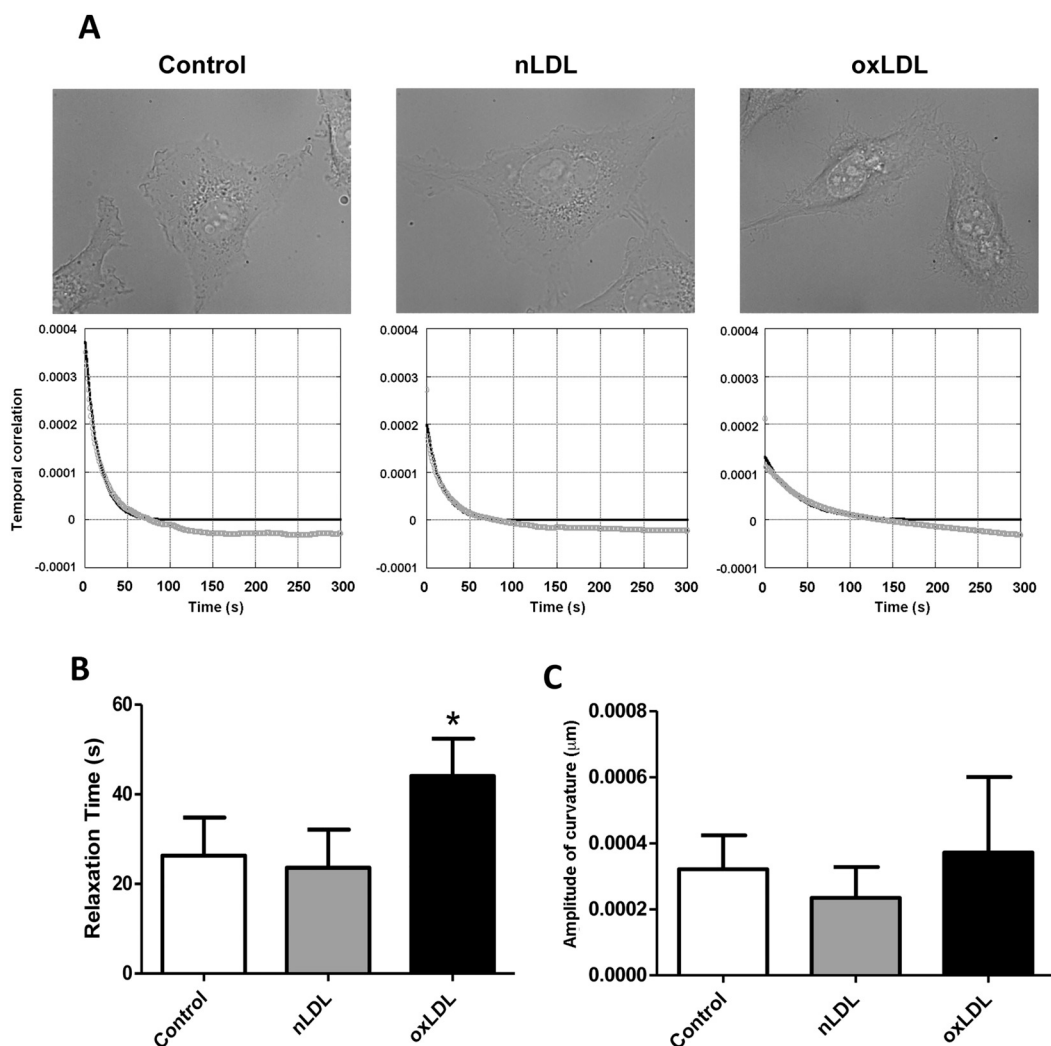 A
Control
nLDL
oxLDL
Temporal correlation
0.0004
0.0003
0.0002
0.0001
0
-0.0001
0 50 100 150 200 250 300
Time (s)
0.0004
0.0003
0.0002
0.0001
0
-0.0001
0 50 100 150 200 250 300
Time (s)
0.0004
0.0003
0.0002
0.0001
0
-0.0001
0 50 100 150 200 250 300
Time (s)
B
Relaxation Time (s)
60
40
20
0
*
Control
nLDL
oxLDL
C
Amplitude of curvature (μm)
0.0008
0.0006
0.0004
0.0002
0.0000
Control
nLDL
oxLDL